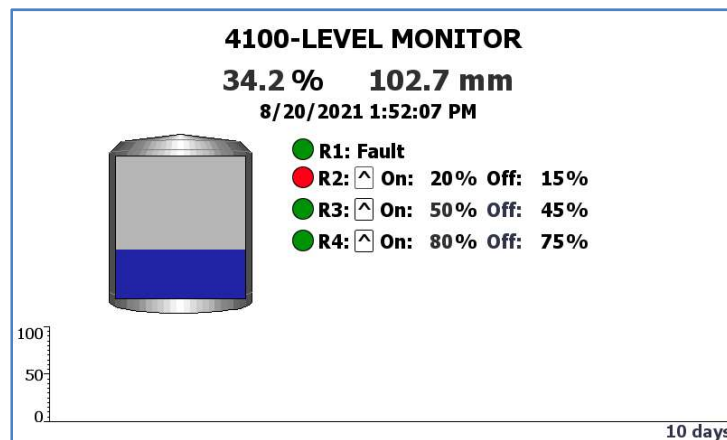 4100-LEVEL MONITOR
34.2 % 102.7 mm
8/20/2021 1:52:07 PM
R1: Fault
R2: ^ On: 20% Off: 15%
R3: ^ On: 50% Off: 45%
R4: ^ On: 80% Off: 75%
100
50
0
10 days